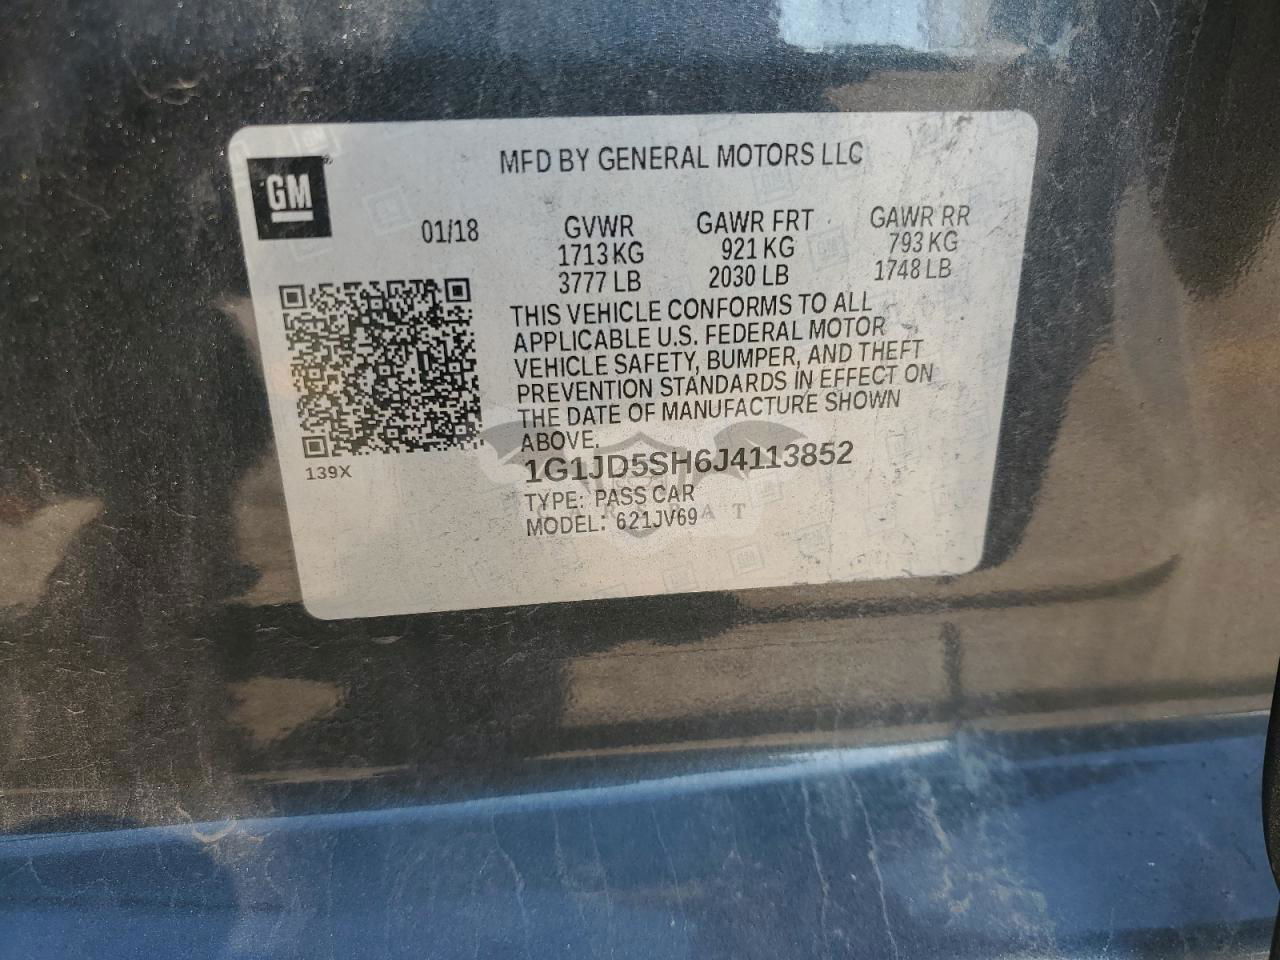 GM
MFD BY GENERAL MOTORS LLC
01/18 GVWR GAWR FRT GAWR RR
1713 KG 921 KG 793 KG
3777 LB 2030 LB 1748 LB
THIS VEHICLE CONFORMS TO ALL
APPLICABLE U.S. FEDERAL MOTOR
VEHICLE SAFETY, BUMPER, AND THEFT
PREVENTION STANDARDS IN EFFECT ON
THE DATE OF MANUFACTURE SHOWN
ABOVE.
139X
1G1JD5SH6J4113852
TYPE: PASS CAR
MODEL: 621JV69